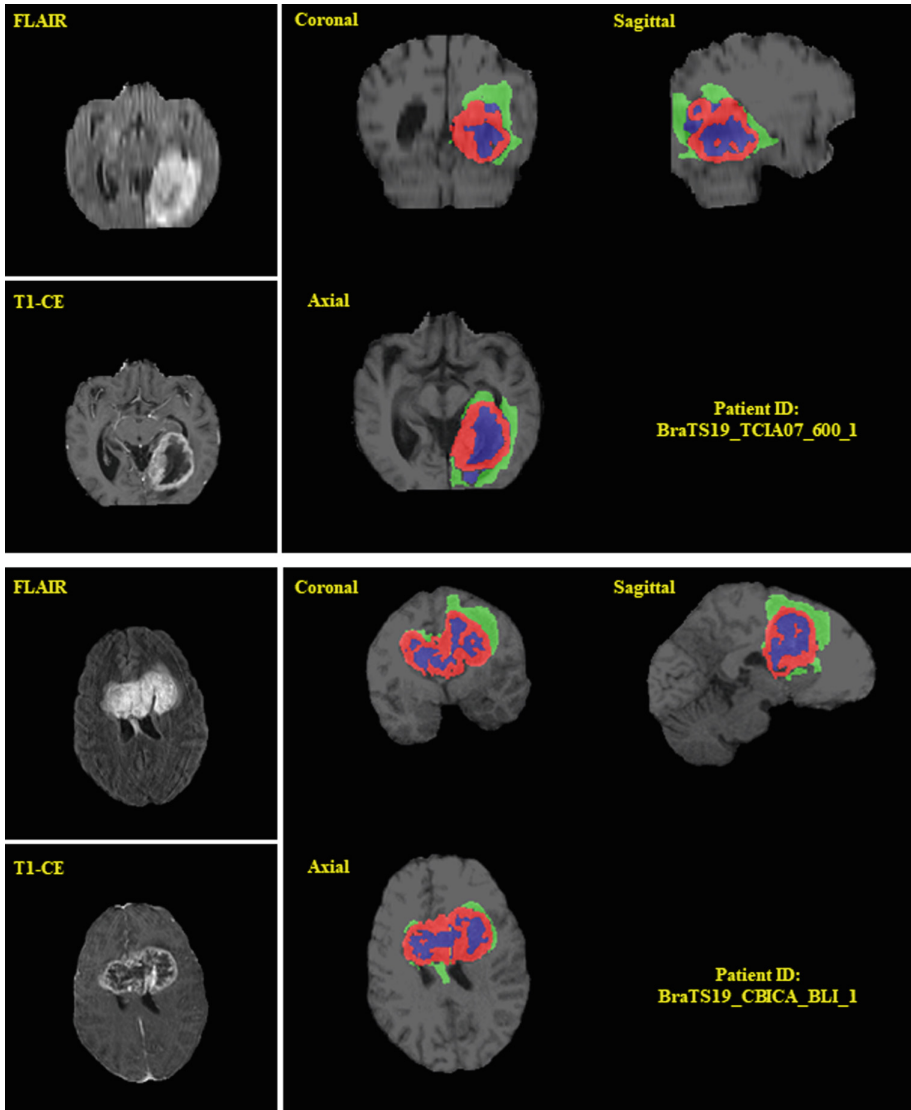 FLAIR
Coronal
Sagittal
T1-CE
Axial
Patient ID:
BraTS19_TCIA07_600_1
FLAIR
Coronal
Sagittal
T1-CE
Axial
Patient ID:
BraTS19_CBICA_BLI_1